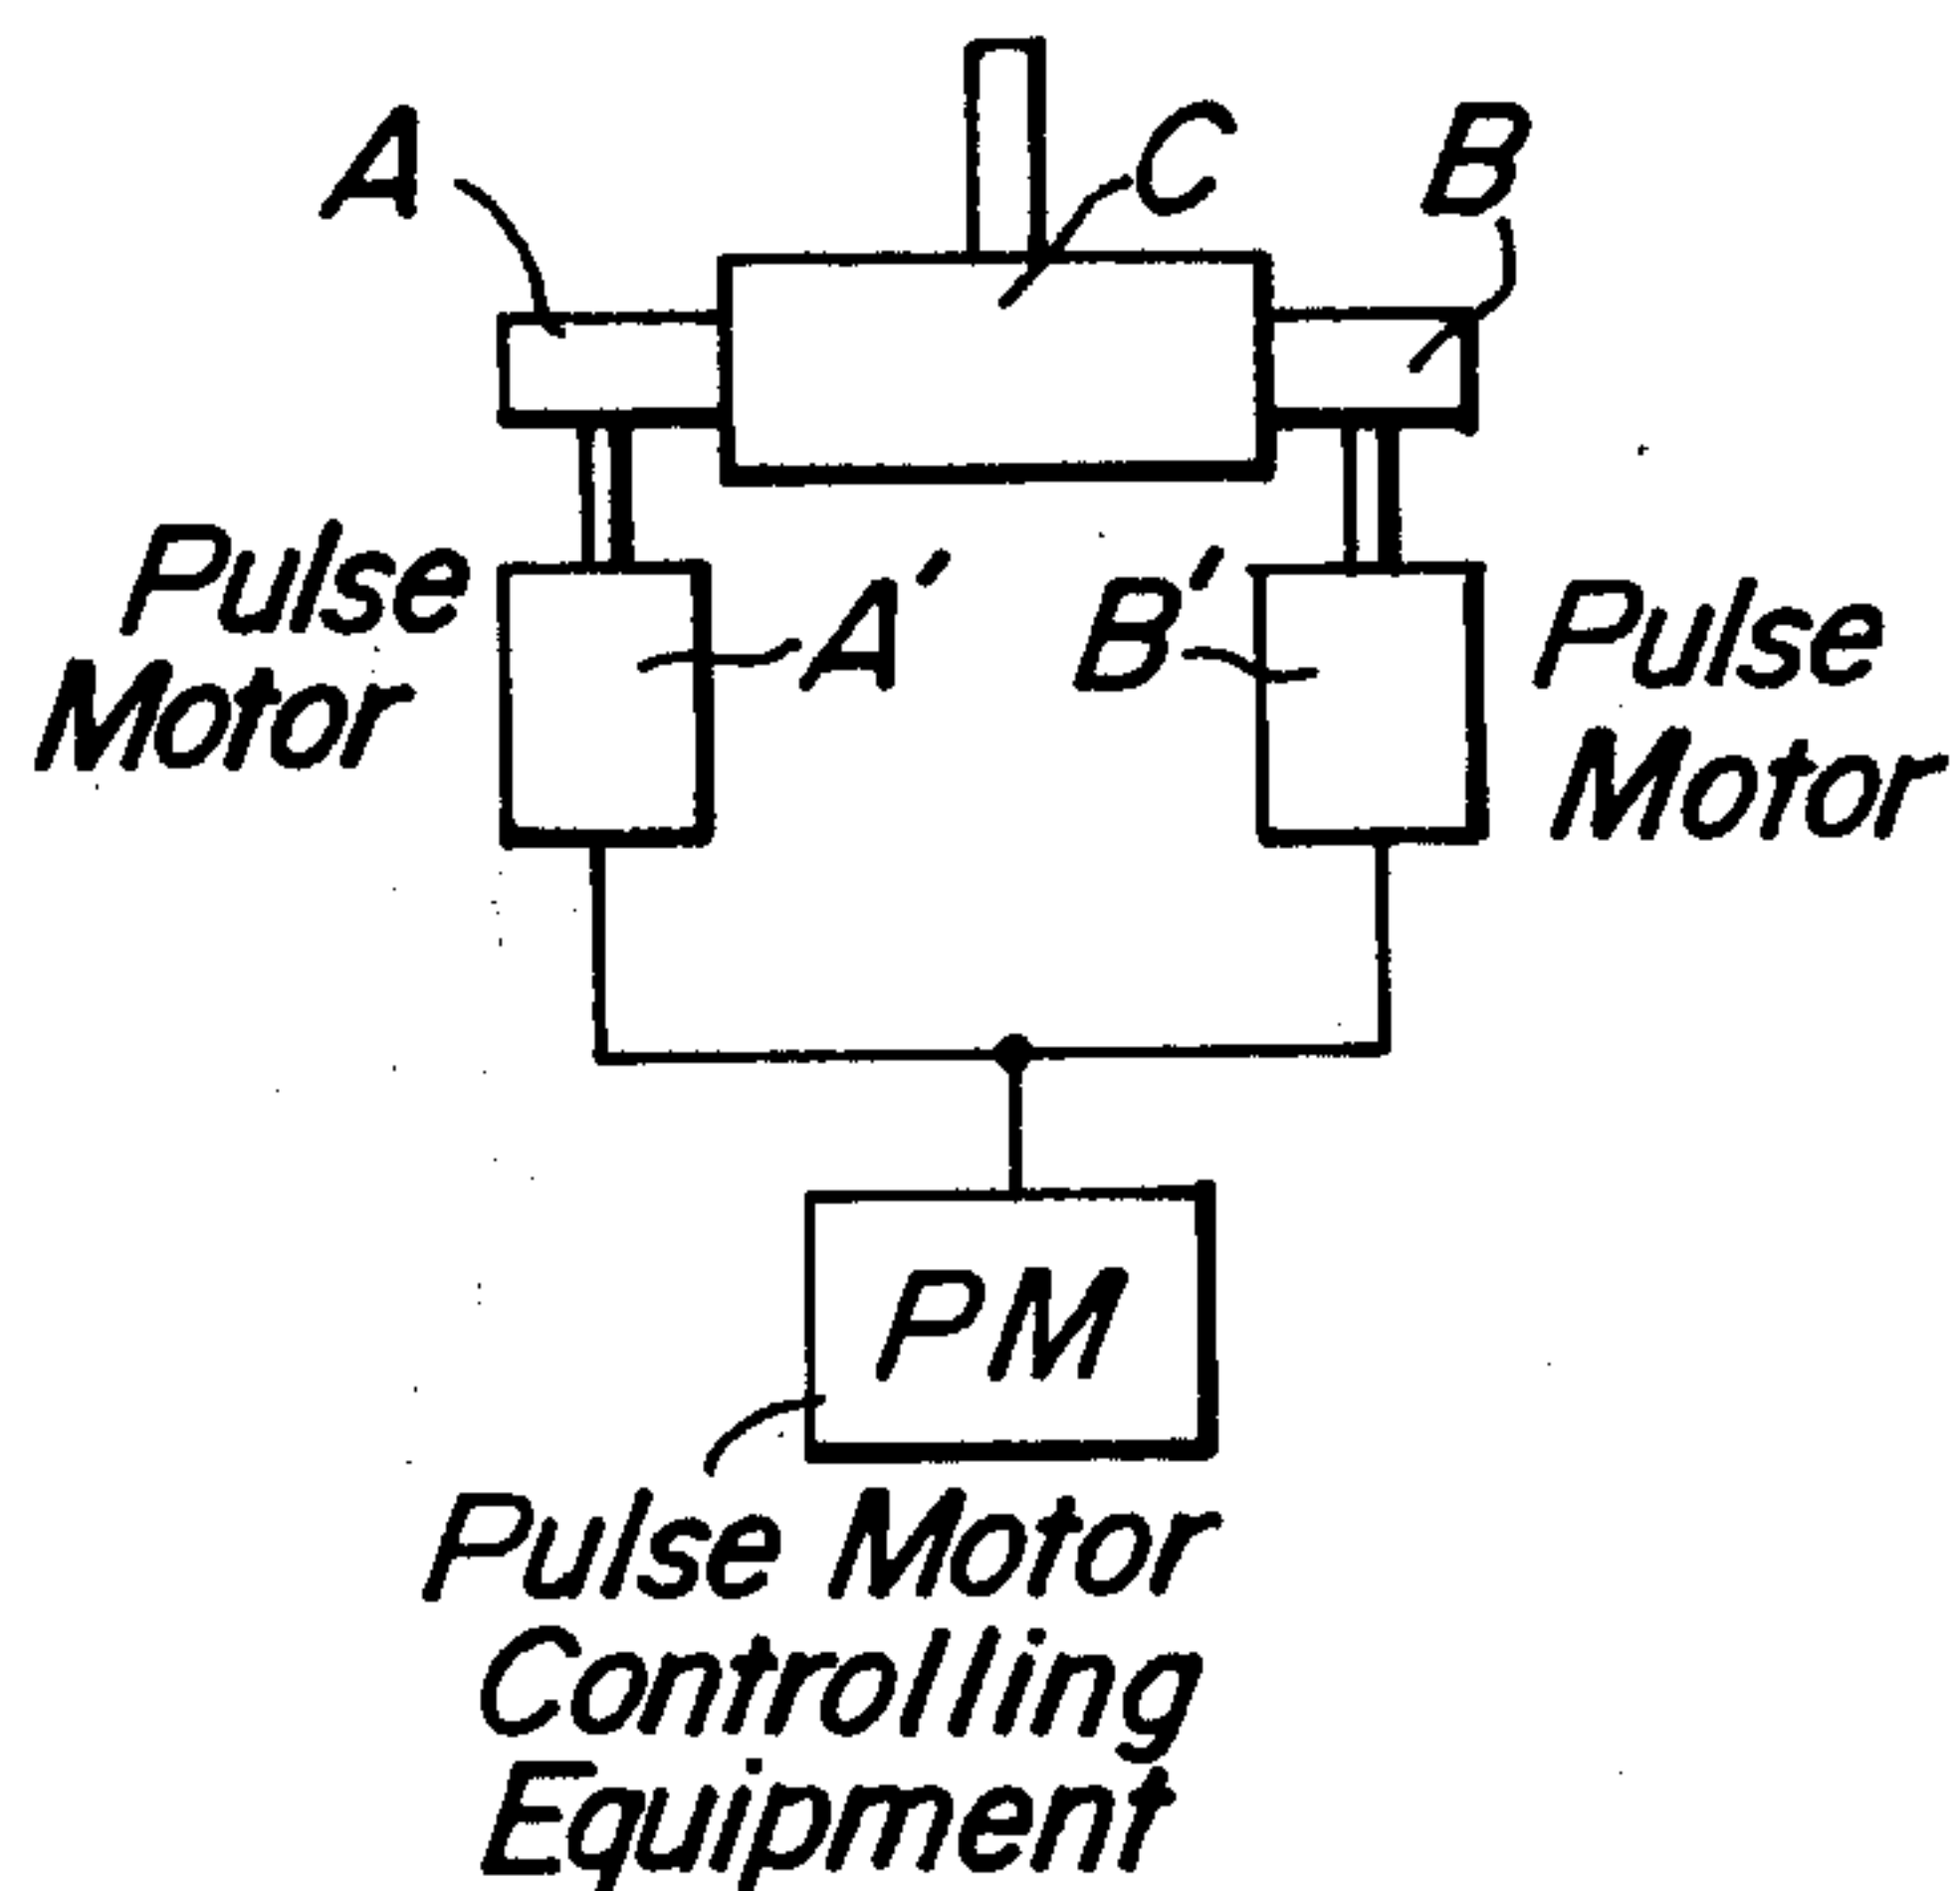 A
C
B
Pulse
Motor
A'
B'
Pulse
Motor
PM
Pulse Motor
Controlling
Equipment